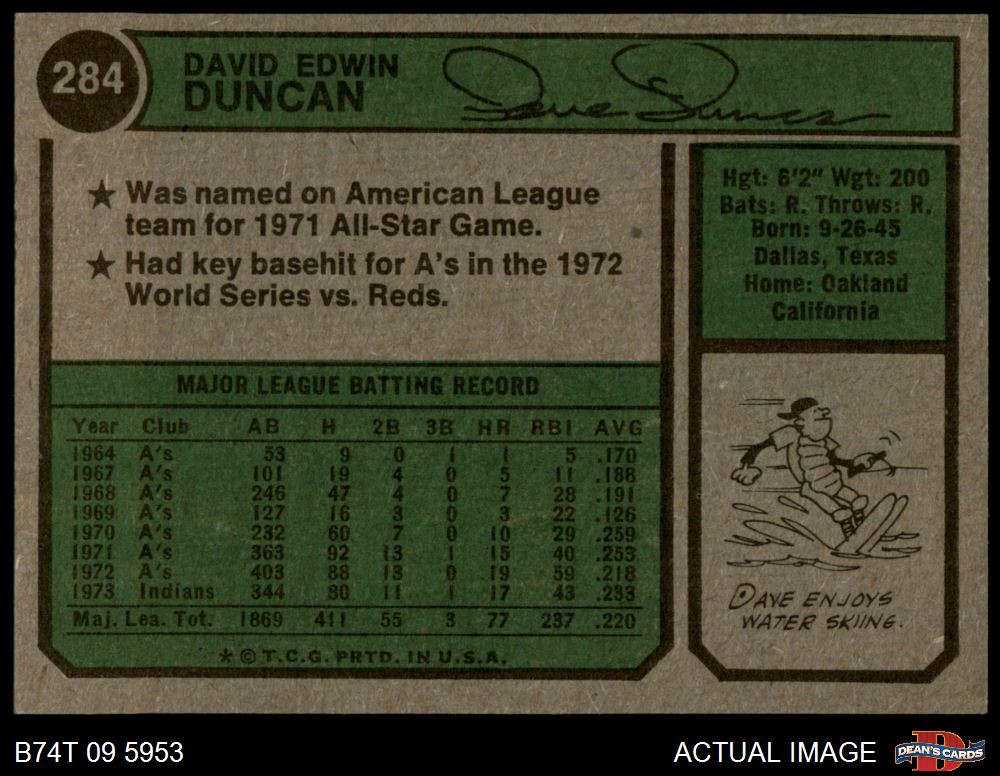 284
DAVID EDWIN
DUNCAN
Dave Duncan
★ Was named on American League
team for 1971 All-Star Game.
★ Had key basehit for A's in the 1972
World Series vs. Reds.
Hgt: 6'2" Wgt: 200
Bats: R. Throws: R.
Born: 9-26-45
Dallas, Texas
Home: Oakland
California
MAJOR LEAGUE BATTING RECORD
Year Club AB H 2B 3B HR RBI AVG
1964 A's 53 9 0 1 1 5 .170
1967 A's 101 19 4 0 5 11 .188
1968 A's 246 47 4 0 7 28 .191
1969 A's 127 16 3 0 3 22 .126
1970 A's 232 60 7 0 10 29 .259
1971 A's 363 92 13 1 15 40 .253
1972 A's 403 88 13 0 19 59 .218
1973 Indians 344 80 11 1 17 43 .233
Maj. Lea. Tot. 1869 411 55 3 77 237 .220
* © T.C.G. PRTD. IN U.S.A.
DAVE ENJOYS
WATER SKIING.
B74T 09 5953
ACTUAL IMAGE
D
DEAN'S CARDS